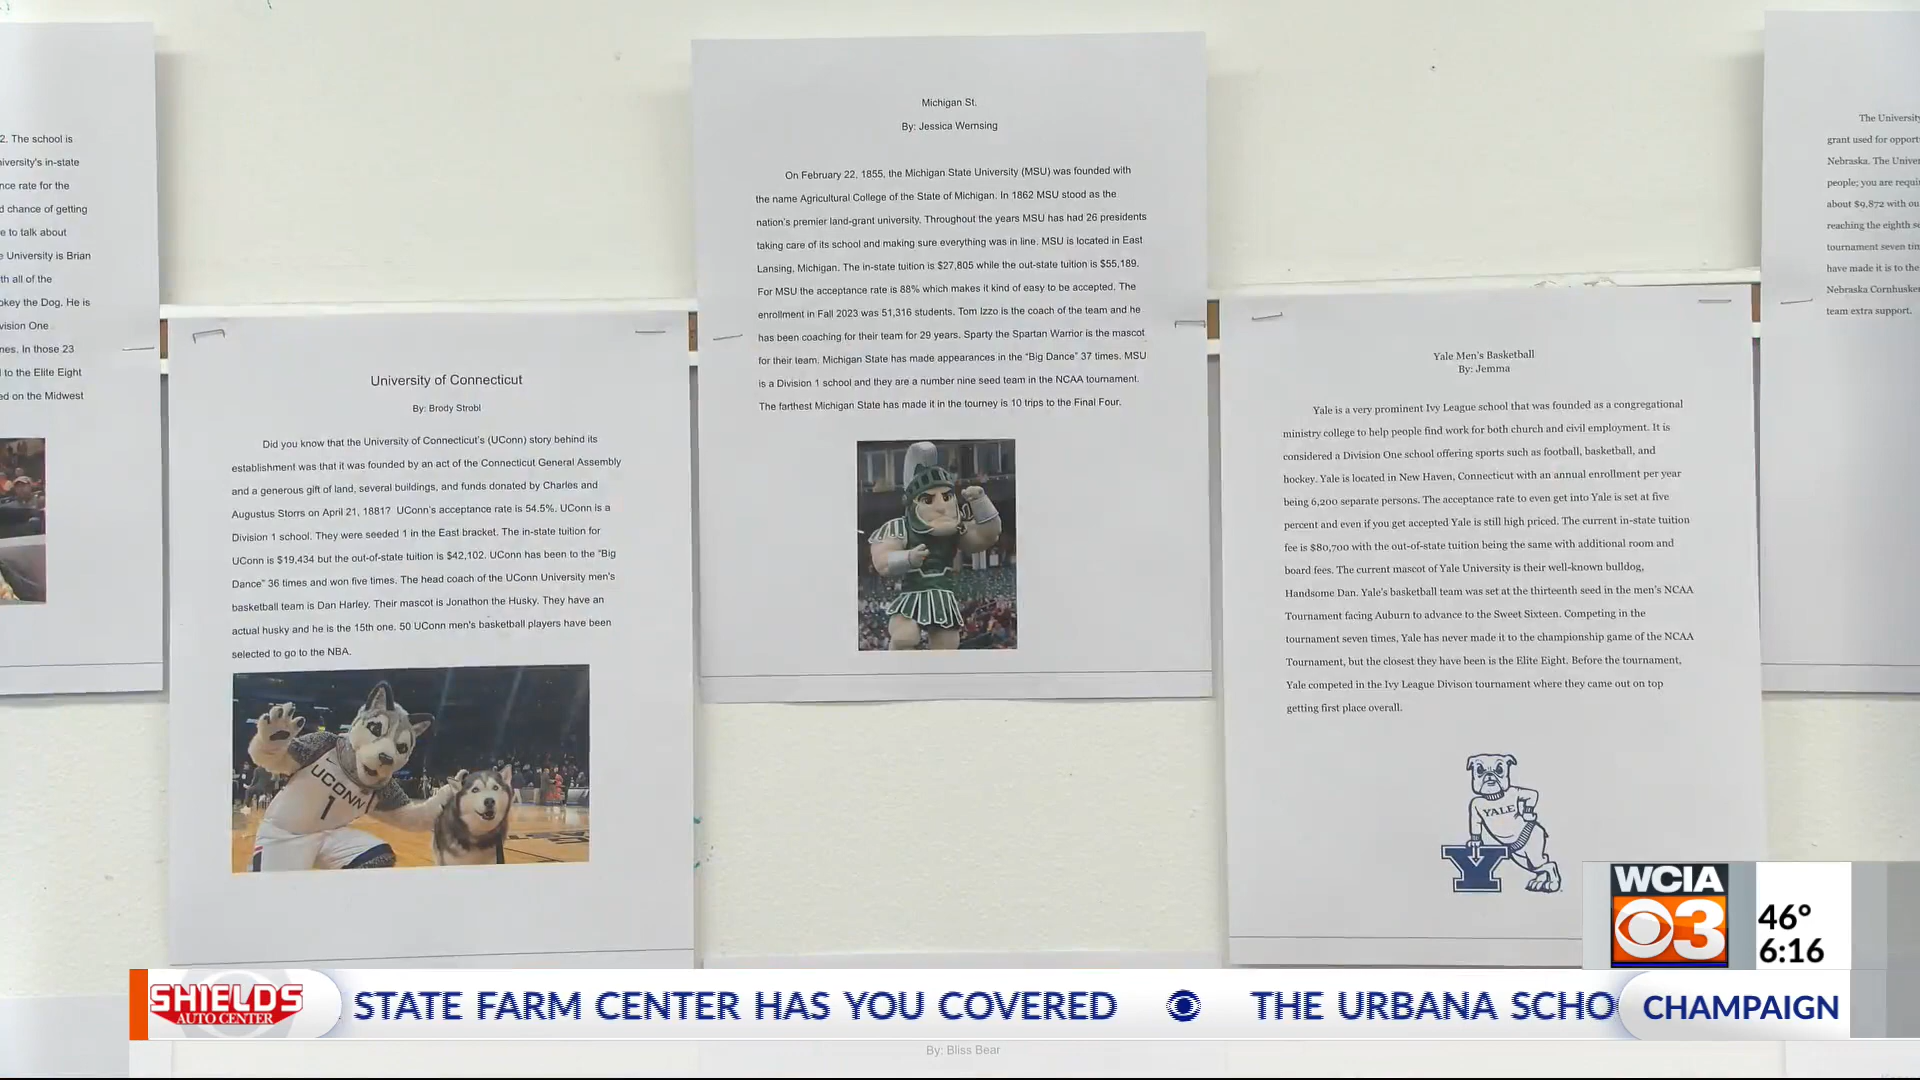 2. The school is
iversity's in-state
nce rate for the
d chance of getting
e to talk about
e University is Brian
th all of the
okey the Dog. He is
vision One
nes. In those 23
l to the Elite Eight
ed on the Midwest
University of Connecticut
By: Brody Strobl
Did you know that the University of Connecticut's (UConn) story behind its
establishment was that it was founded by an act of the Connecticut General Assembly
and a generous gift of land, several buildings, and funds donated by Charles and
Augustus Storrs on April 21, 1881? UConn's acceptance rate is 54.5%. UConn is a
Division 1 school. They were seeded 1 in the East bracket. The in-state tuition for
UConn is $19,434 but the out-of-state tuition is $42,102. UConn has been to the "Big
Dance" 36 times and won five times. The head coach of the UConn University men's
basketball team is Dan Harley. Their mascot is Jonathon the Husky. They have an
actual husky and he is the 15th one. 50 UConn men's basketball players have been
selected to go to the NBA.
UCONN
1
Michigan St.
By: Jessica Wernsing
On February 22, 1855, the Michigan State University (MSU) was founded with
the name Agricultural College of the State of Michigan. In 1862 MSU stood as the
nation's premier land-grant university. Throughout the years MSU has had 26 presidents
taking care of its school and making sure everything was in line. MSU is located in East
Lansing, Michigan. The in-state tuition is $27,805 while the out-state tuition is $55,189.
For MSU the acceptance rate is 88% which makes it kind of easy to be accepted. The
enrollment in Fall 2023 was 51,316 students. Tom Izzo is the coach of the team and he
has been coaching for their team for 29 years. Sparty the Spartan Warrior is the mascot
for their team. Michigan State has made appearances in the "Big Dance" 37 times. MSU
is a Division 1 school and they are a number nine seed team in the NCAA tournament.
The farthest Michigan State has made it in the tourney is 10 trips to the Final Four.
Yale Men's Basketball
By: Jemma
Yale is a very prominent Ivy League school that was founded as a congregational
ministry college to help people find work for both church and civil employment. It is
considered a Division One school offering sports such as football, basketball, and
hockey. Yale is located in New Haven, Connecticut with an annual enrollment per year
being 6,200 separate persons. The acceptance rate to even get into Yale is set at five
percent and even if you get accepted Yale is still high priced. The current in-state tuition
fee is $80,700 with the out-of-state tuition being the same with additional room and
board fees. The current mascot of Yale University is their well-known bulldog,
Handsome Dan. Yale's basketball team was set at the thirteenth seed in the men's NCAA
Tournament facing Auburn to advance to the Sweet Sixteen. Competing in the
tournament seven times, Yale has never made it to the championship game of the NCAA
Tournament, but the closest they have been is the Elite Eight. Before the tournament,
Yale competed in the Ivy League Divison tournament where they came out on top
getting first place overall.
YALE
Y
The University
grant used for opport
Nebraska. The Univer
people; you are requi
about $9,872 with ou
reaching the eighth se
tournament seven tin
have made it is to the
Nebraska Cornhusker
team extra support.
WCIA
3
46°
6:16
SHIELDS
AUTO CENTER
STATE FARM CENTER HAS YOU COVERED
THE URBANA SCHO
CHAMPAIGN
By: Bliss Bear